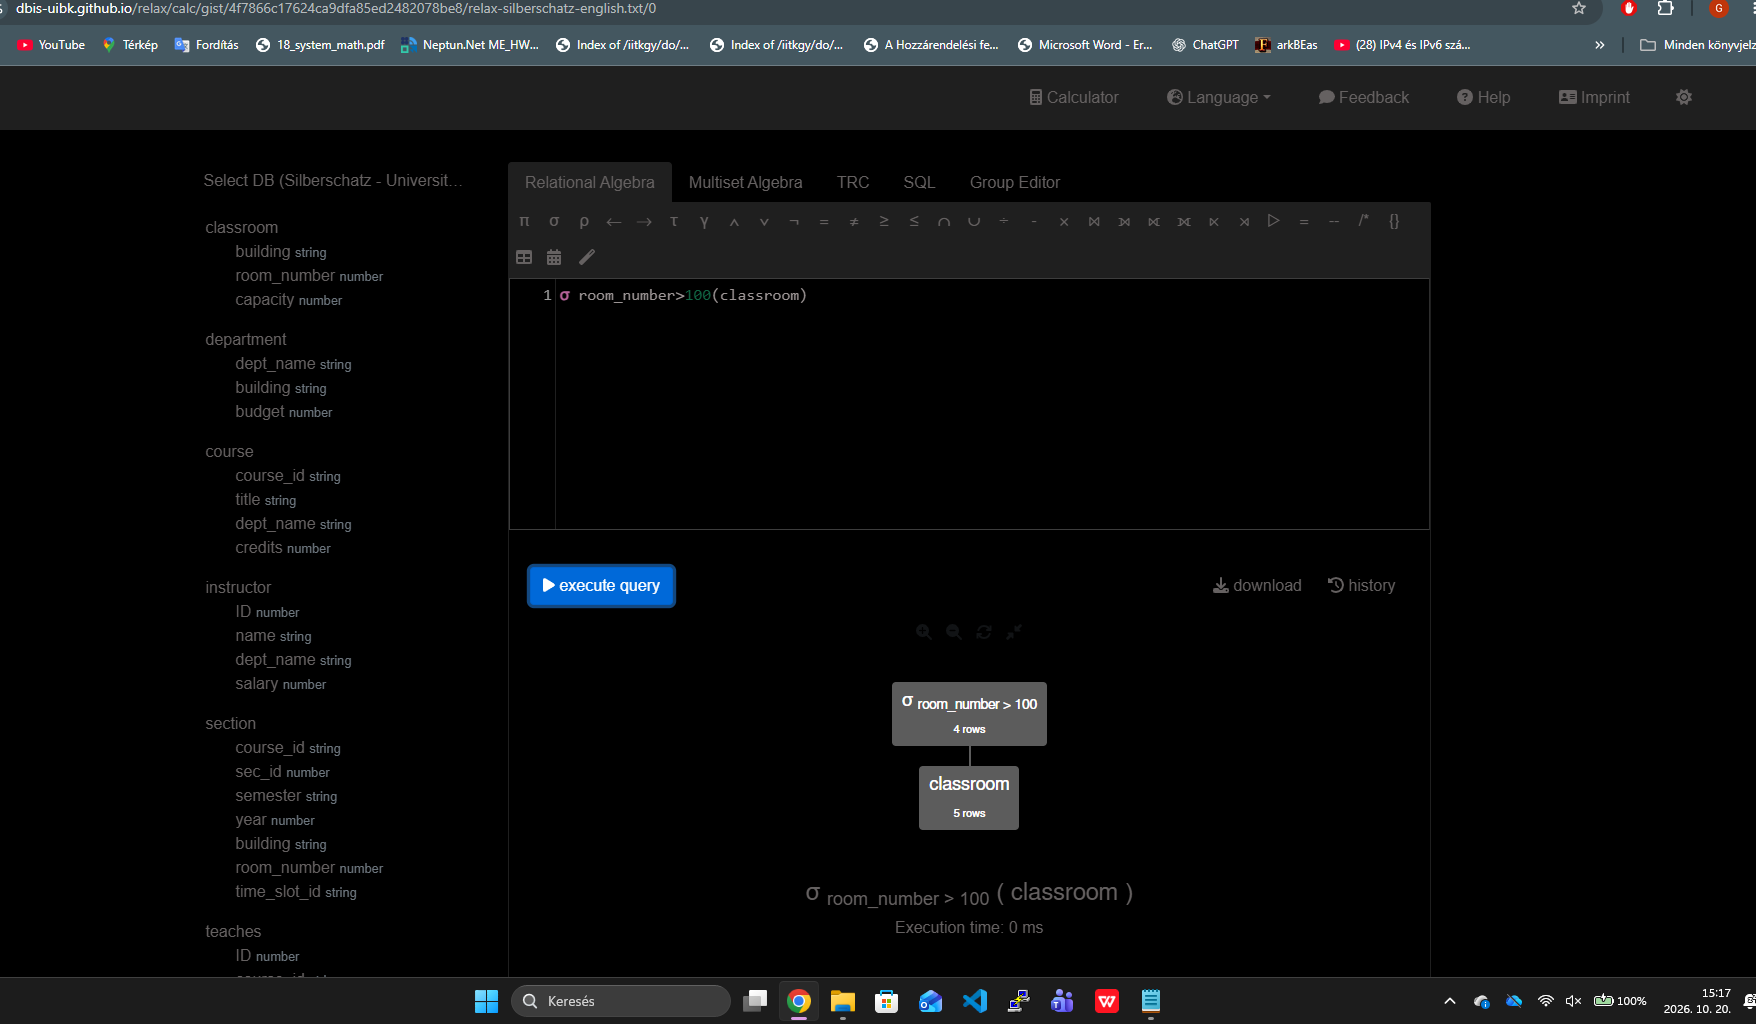 dbis-uibk.github.io/relax/calc/gist/4f7866c17624ca9dfa85ed2482078be8/relax-silberschatz-english.txt/0
G
YouTube Térkép Fordítás 18_system_math.pdf Neptun.Net ME_HW... Index of /iitkgy/do/... Index of /iitkgy/do/... A Hozzárendelési fe... Microsoft Word - Er... ChatGPT arkBEas (28) IPv4 és IPv6 szá... » Minden könyvjelz
Calculator Language Feedback Help Imprint
Select DB (Silberschatz - Universit...
classroom
building string
room_number number
capacity number
department
dept_name string
building string
budget number
course
course_id string
title string
dept_name string
credits number
instructor
ID number
name string
dept_name string
salary number
section
course_id string
sec_id number
semester string
year number
building string
room_number number
time_slot_id string
teaches
ID number
Relational Algebra Multiset Algebra TRC SQL Group Editor
π σ ρ ← → τ γ ∧ ∨ ¬ = ≠ ≥ ≤ ∩ ∪ ÷ - × ⨝ ⟕ ⟖ ⟗ ⋉ ⋊ ▷ = -- /* {}
1 σ room_number>100(classroom)
execute query
download history
σ room_number > 100
4 rows
classroom
5 rows
σ room_number > 100 ( classroom )
Execution time: 0 ms
Keresés
100%
15:17
2026. 10. 20.